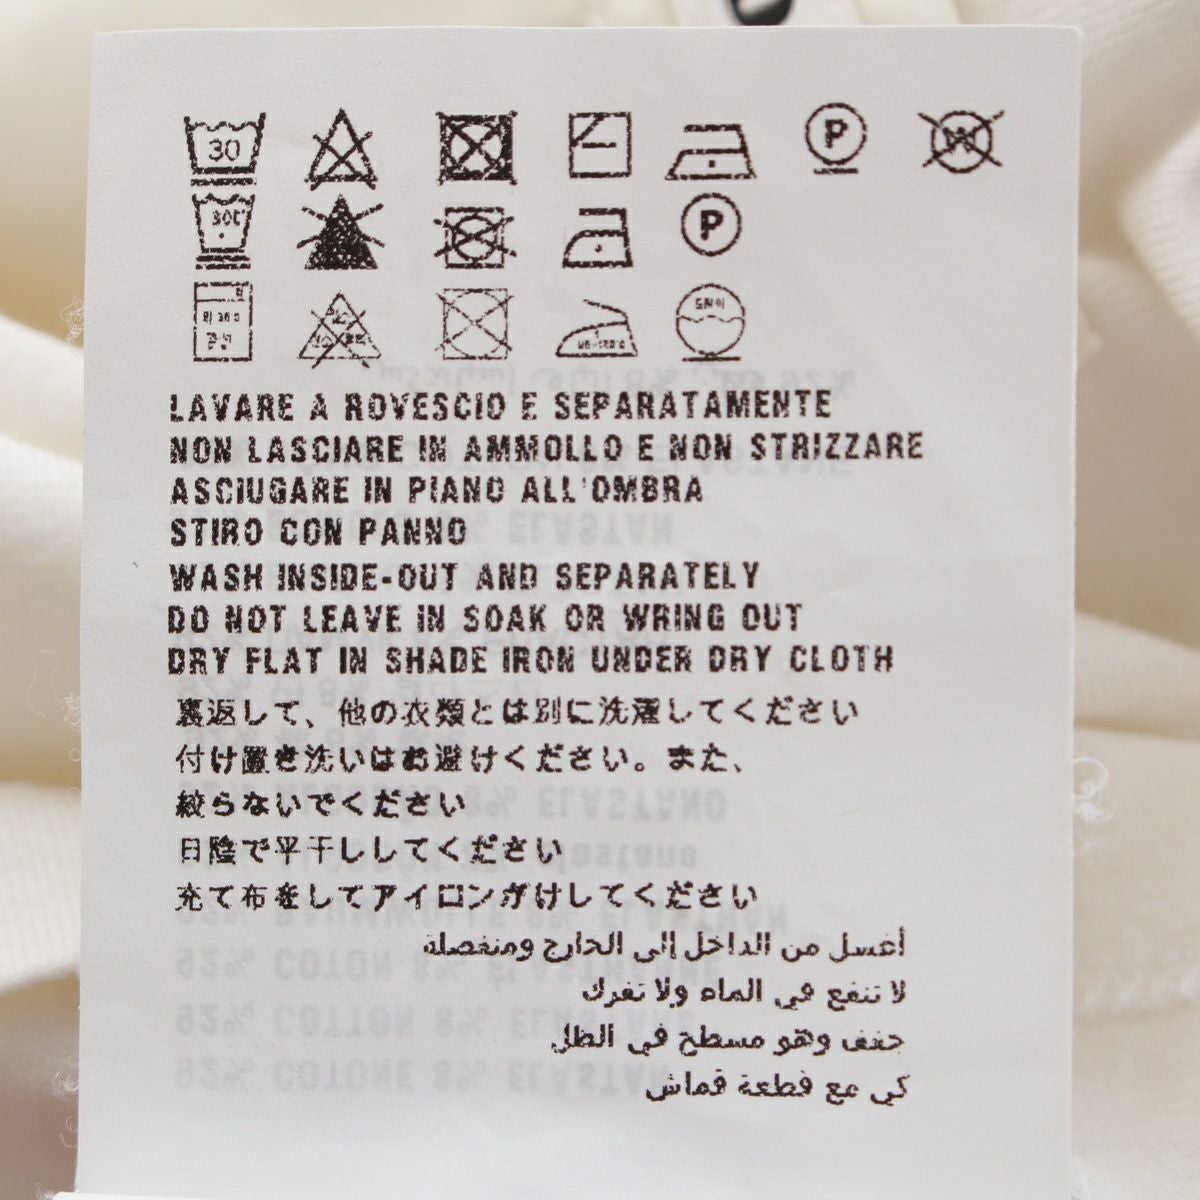 30 P W
30C P
드라이
LAVARE A ROVESCIO E SEPARATAMENTE
NON LASCIARE IN AMMOLLO E NON STRIZZARE
ASCIUGARE IN PIANO ALL'OMBRA
STIRO CON PANNO
WASH INSIDE-OUT AND SEPARATELY
DO NOT LEAVE IN SOAK OR WRING OUT
DRY FLAT IN SHADE IRON UNDER DRY CLOTH
裏返して、他の衣類とは別に洗濯してください
付け置き洗いはお避けください。また、
絞らないでください
日陰で平干ししてください
充て布をしてアイロンがけしてください
أغسل من الداخل إلى الخارج ومنفصلة
لا تنقع في الماء ولا تفرك
جفف وهو مسطح في الظل
كي مع قطعة قماش